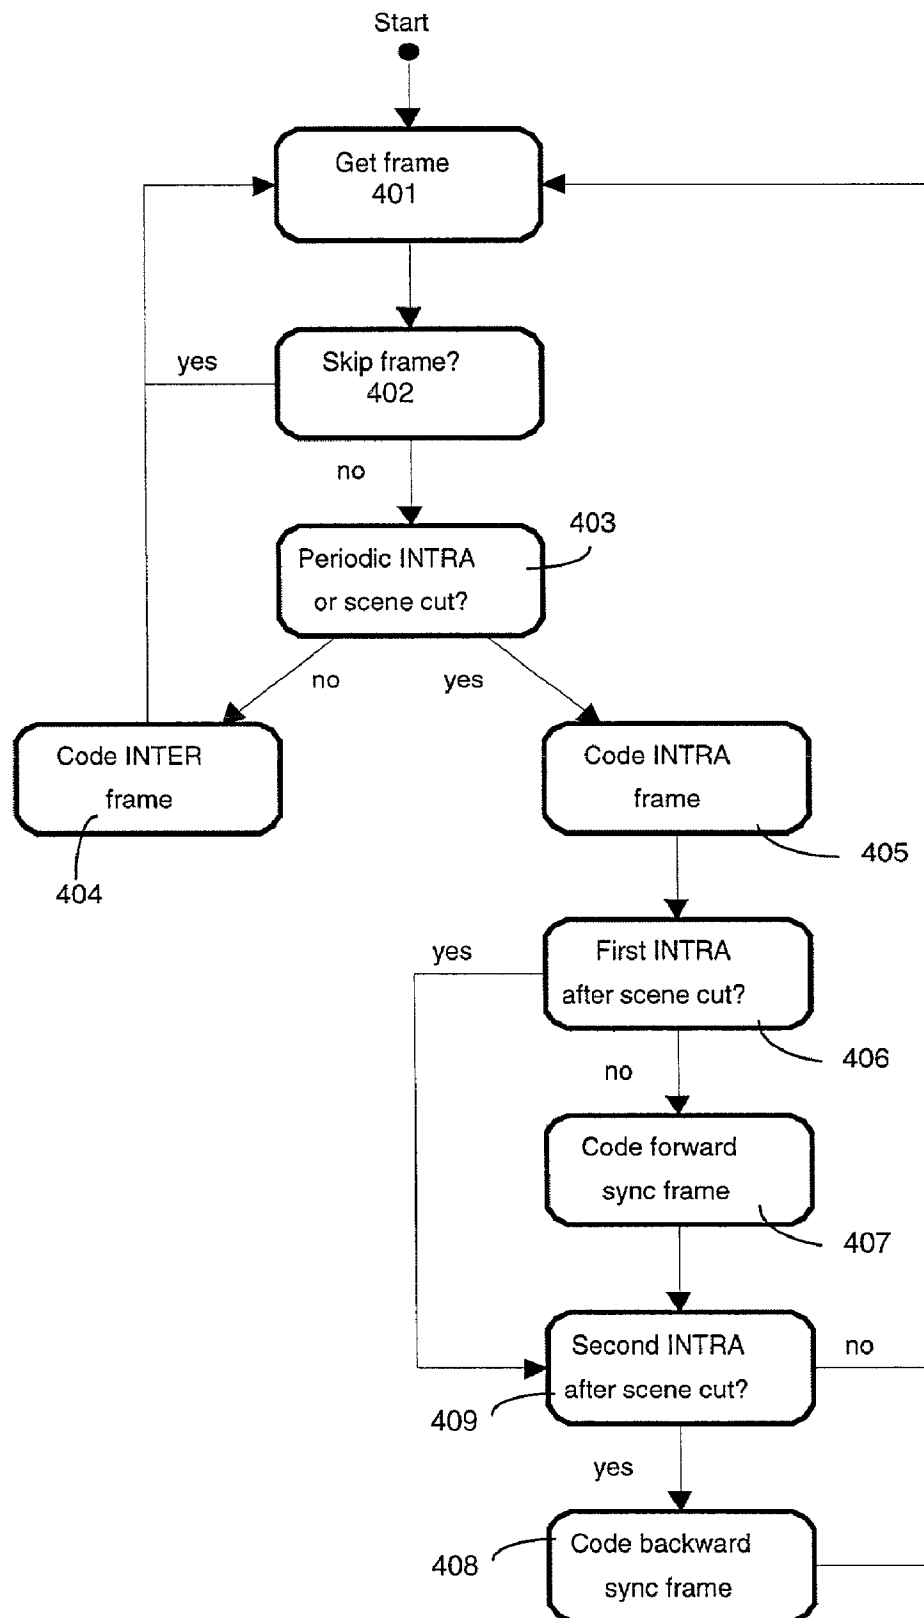 Start
Get frame
401
Skip frame?
402
yes
no
403
Periodic INTRA
or scene cut?
no
yes
Code INTER
frame
404
Code INTRA
frame
405
yes
First INTRA
after scene cut?
406
no
Code forward
sync frame
407
Second INTRA
after scene cut?
no
409
yes
Code backward
sync frame
408